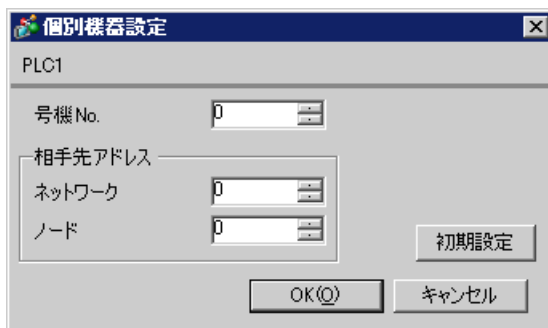 個別機器設定
PLC1
号機No. 0
相手先アドレス
ネットワーク 0
ノード 0
初期設定
OK(O) キャンセル